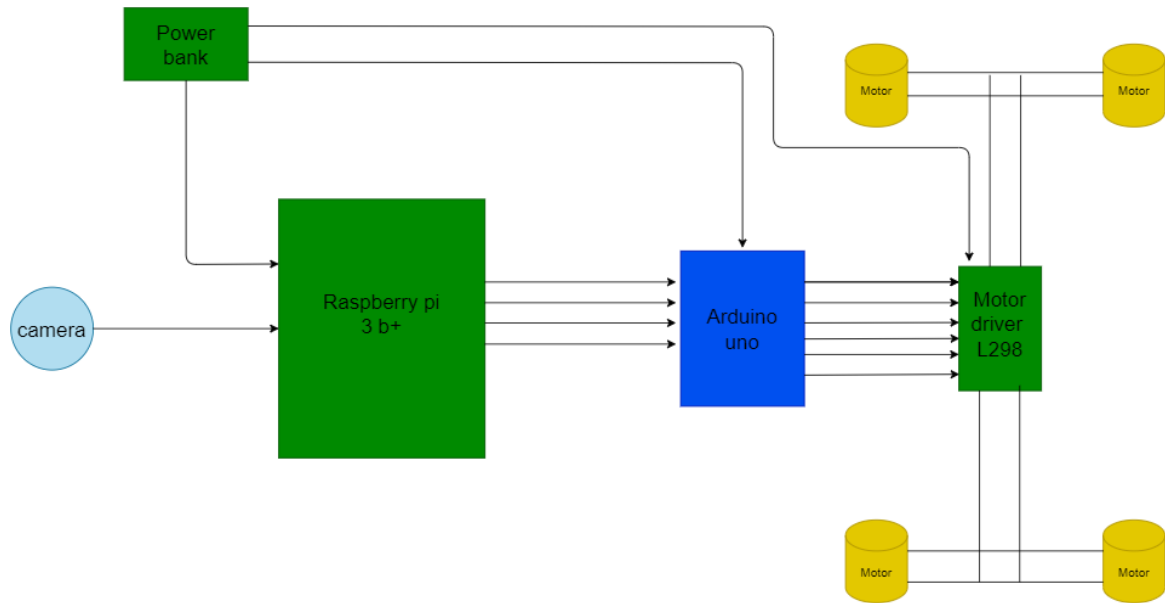 Power
bank
Motor
Motor
Raspberry pi
3 b+
Arduino
uno
Motor
driver
L298
camera
Motor
Motor